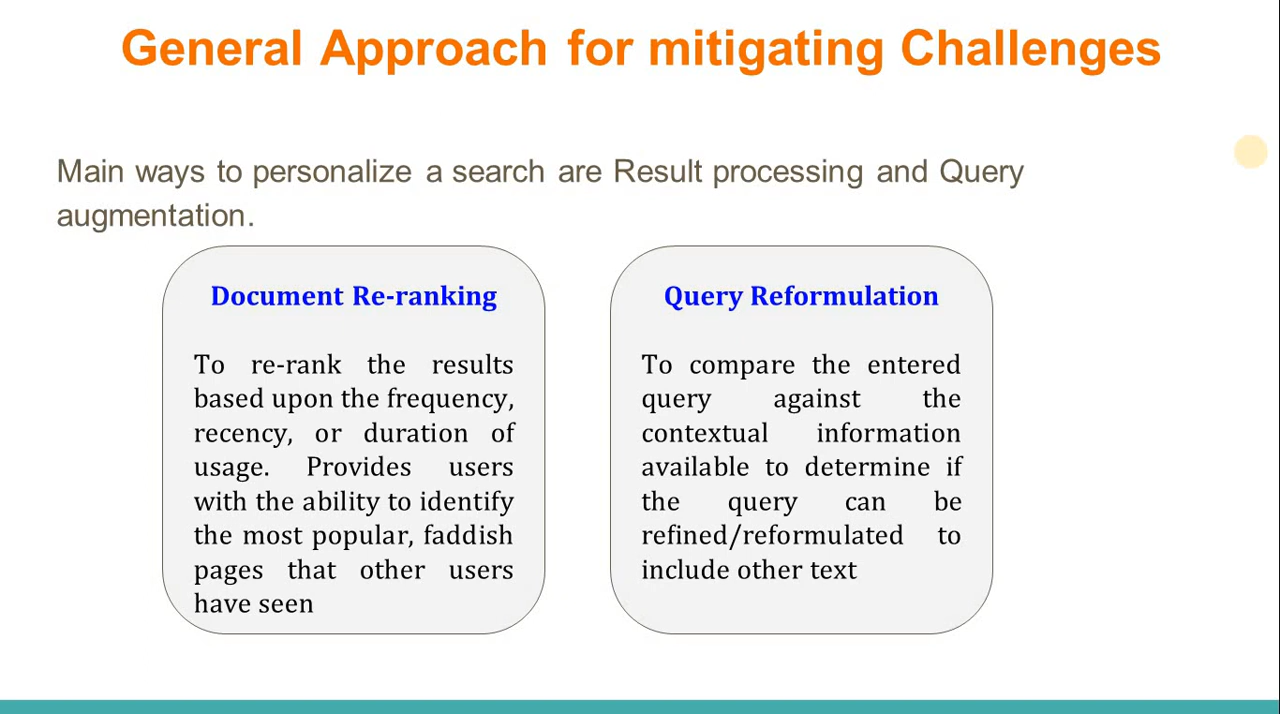 General Approach for mitigating Challenges
Main ways to personalize a search are Result processing and Query
augmentation.
Document Re-ranking
To re-rank the results
based upon the frequency,
recency, or duration of
usage. Provides users
with the ability to identify
the most popular, faddish
pages that other users
have seen
Query Reformulation
To compare the entered
query against the
contextual information
available to determine if
the query can be
refined/reformulated to
include other text